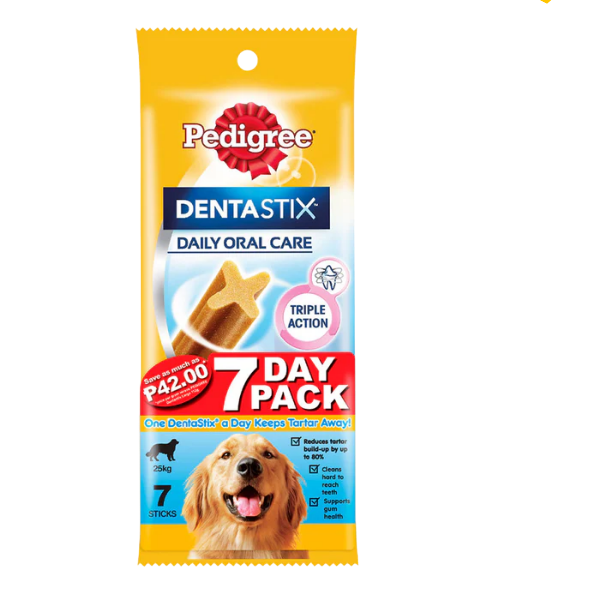 Pedigree
DENTASTIX™
DAILY ORAL CARE
TRIPLE
ACTION
Save as much as
₱42.00*
7 DAY
PACK
One DentaStix® a Day Keeps Tartar Away!
25kg
7
STICKS
Reduces tartar
build-up by up
to 80%
Cleans
hard to
reach
teeth
Supports
gum
health